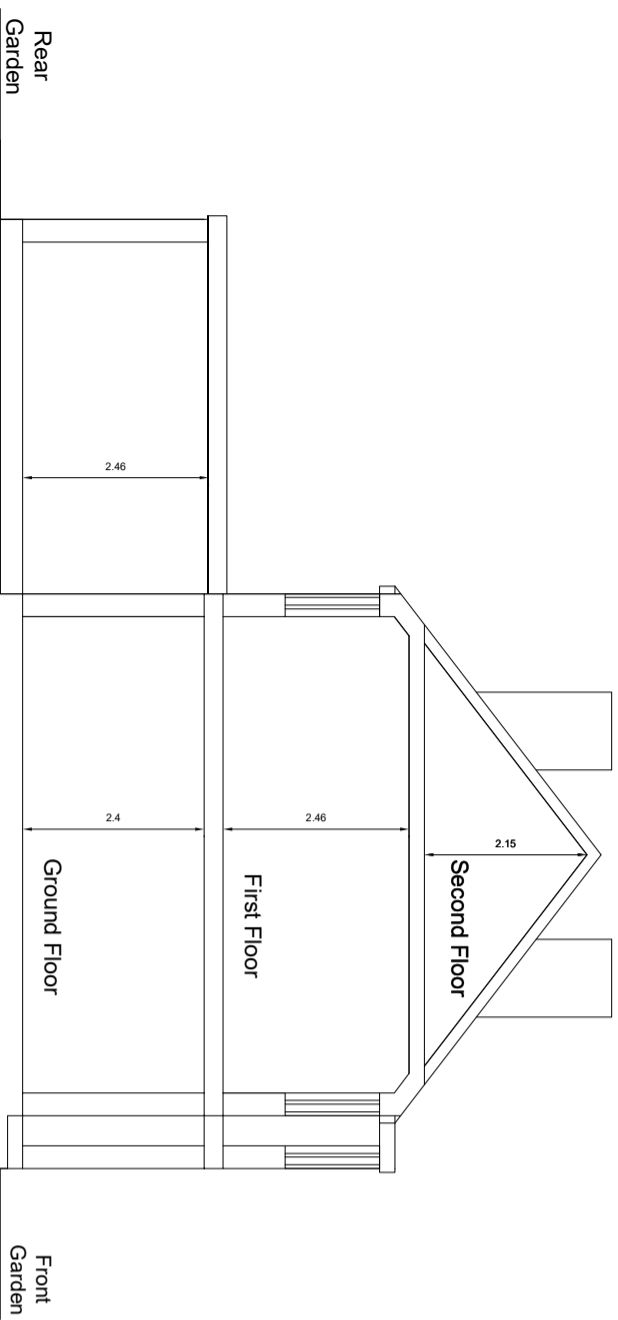 Rear
Garden
2.46
2.4
Ground Floor
2.46
First Floor
2.15
Second Floor
Front
Garden